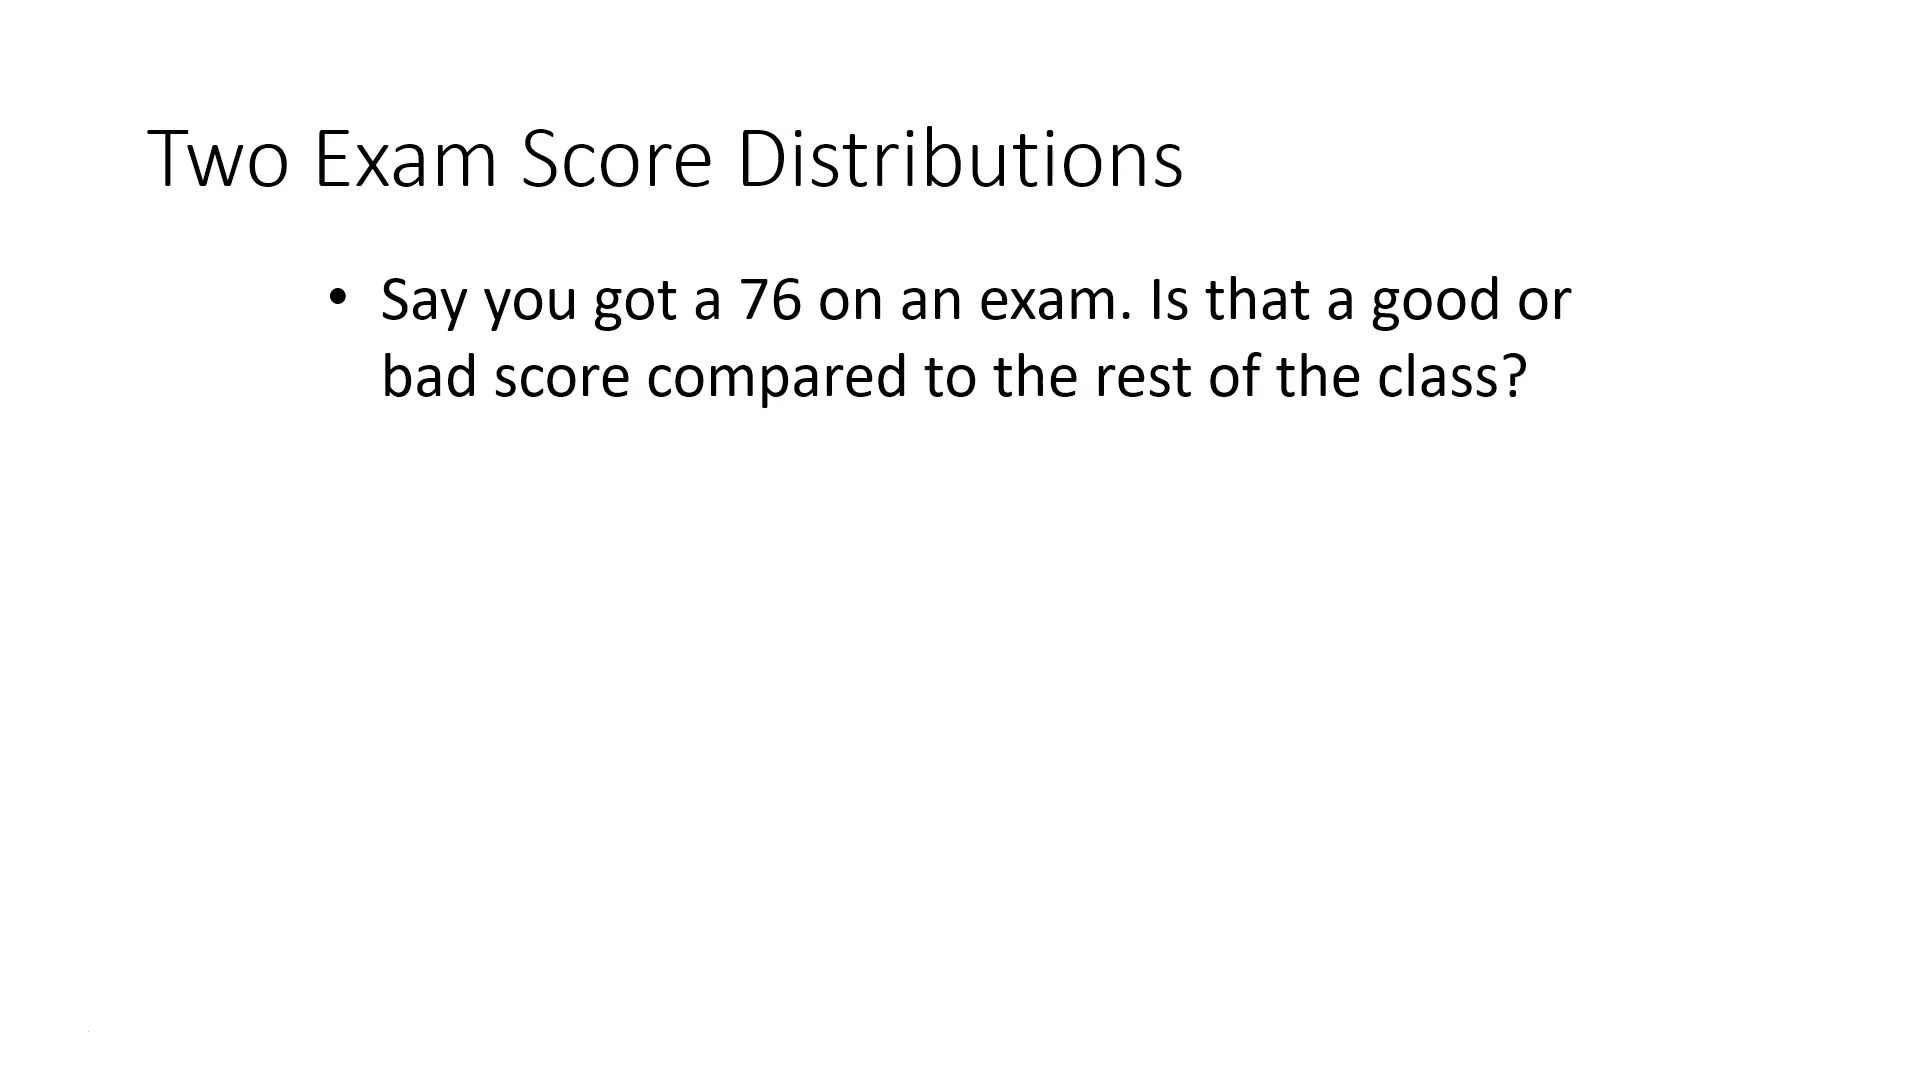 Two Exam Score Distributions
• Say you got a 76 on an exam. Is that a good or
bad score compared to the rest of the class?